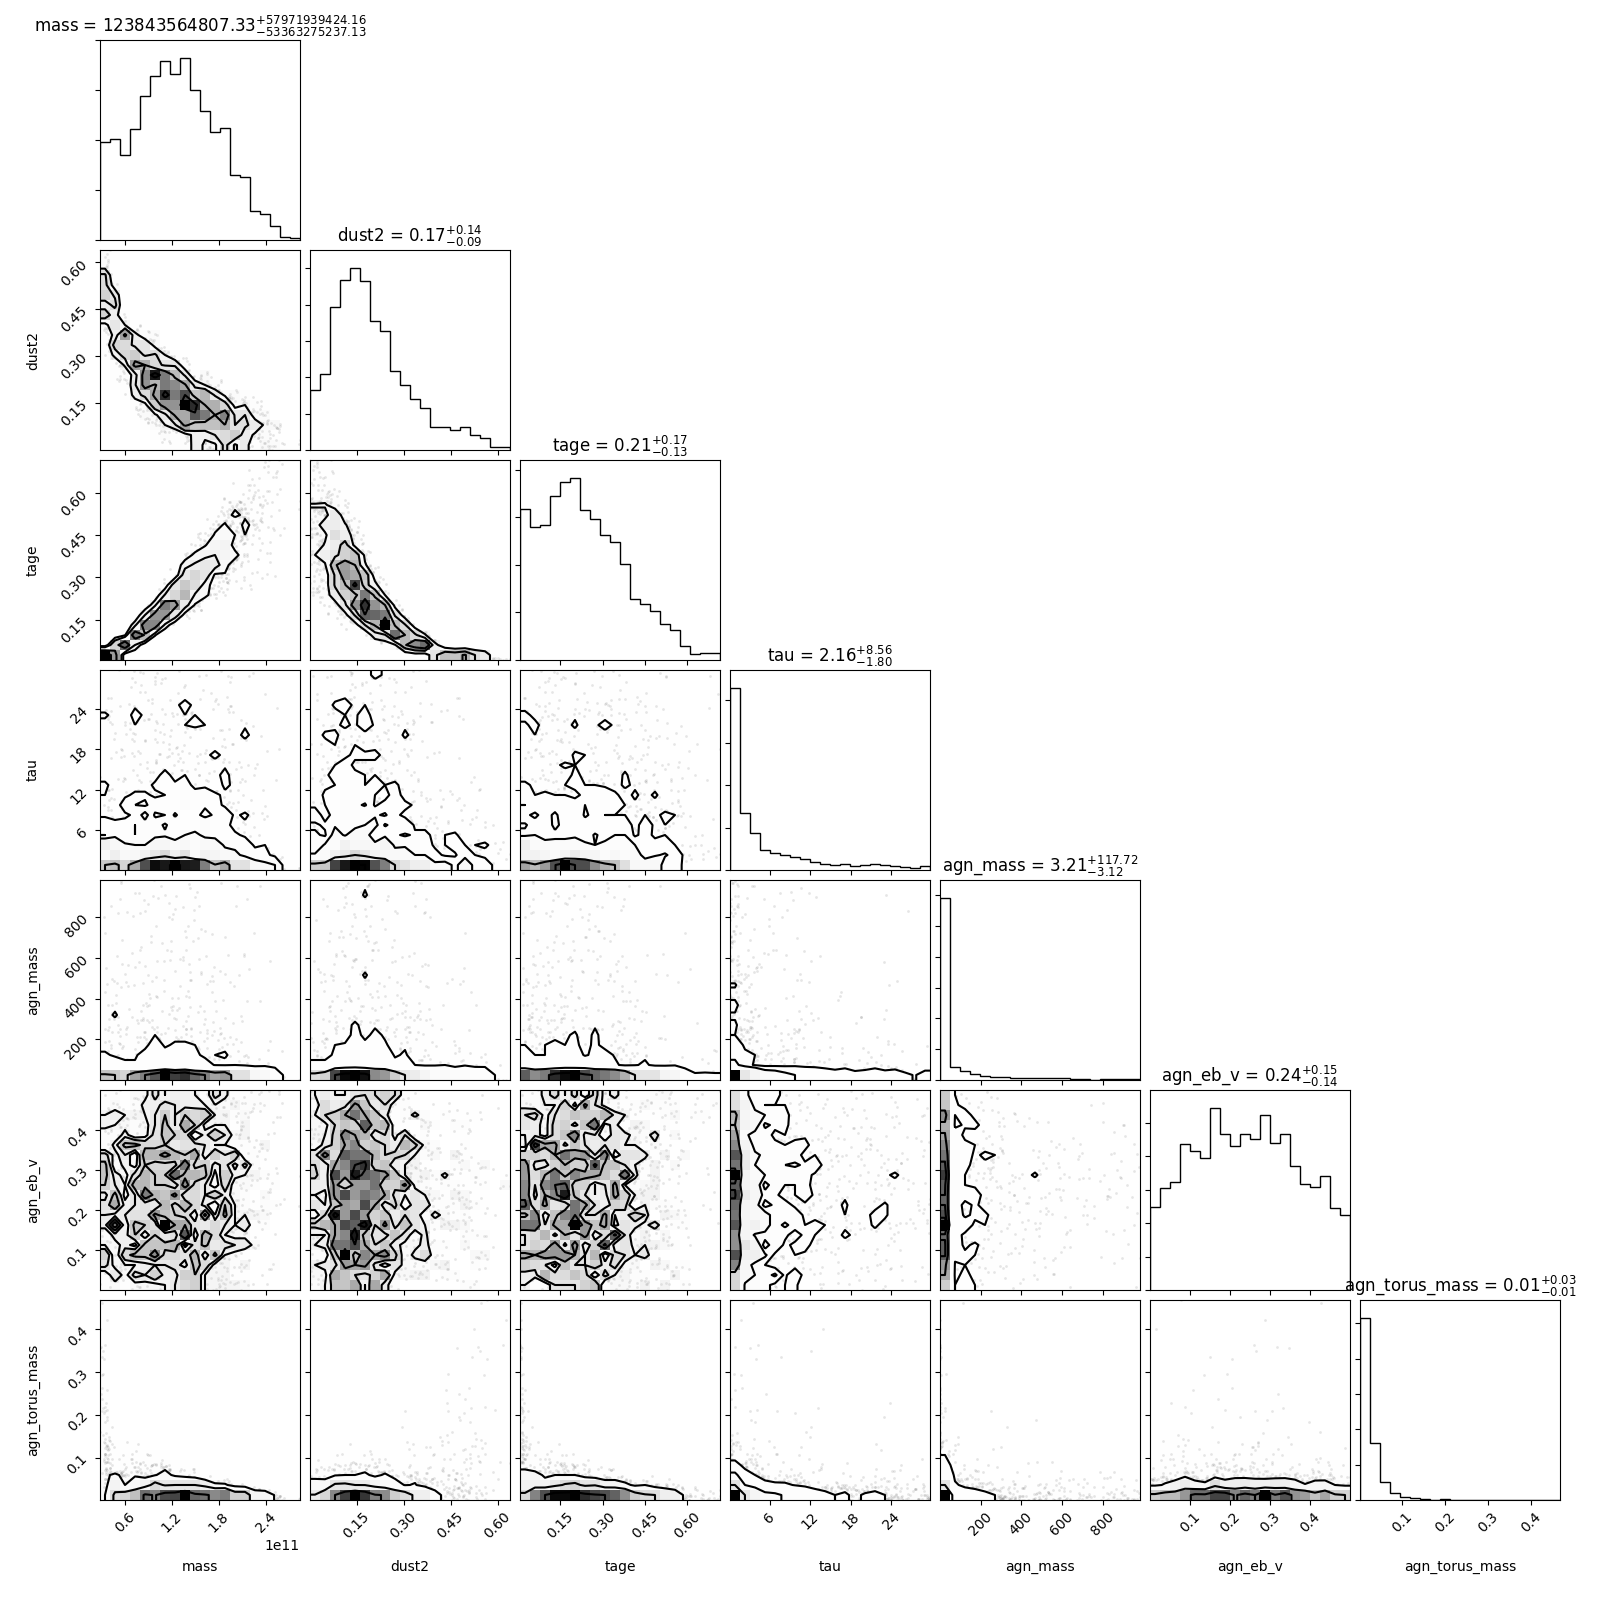 mass = 123843564807.33 +57971939424.16 −53363275237.13
dust2 = 0.17 +0.14 −0.09
0.60
0.45
0.30
0.15
dust2
tage = 0.21 +0.17 −0.13
0.60
0.45
0.30
0.15
tage
tau = 2.16 +8.56 −1.80
24
18
12
6
tau
agn_mass = 3.21 +117.72 −3.12
800
600
400
200
agn_mass
agn_eb_v = 0.24 +0.15 −0.14
0.4
0.3
0.2
0.1
agn_eb_v
agn_torus_mass = 0.01 +0.03 −0.01
0.4
0.3
0.2
0.1
agn_torus_mass
0.6 1.2 1.8 2.4 0.15 0.30 0.45 0.60 0.15 0.30 0.45 0.60 6 12 18 24 200 400 600 800 0.1 0.2 0.3 0.4 0.1 0.2 0.3 0.4
1e11
mass dust2 tage tau agn_mass agn_eb_v agn_torus_mass